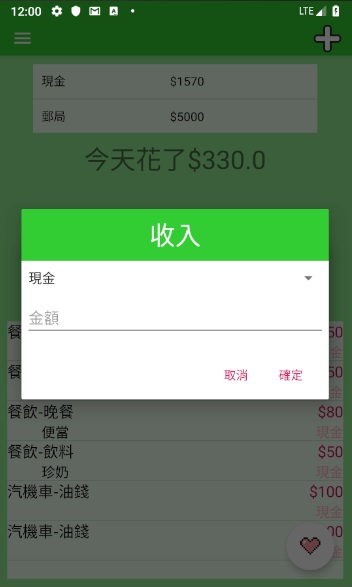 12:00 LTE
現金 $1570
郵局 $5000
今天花了$330.0
收入
現金
金額
取消 確定
餐 50
金
餐 50
餐飲-晚餐 $80
便當 現金
餐飲-飲料 $50
珍奶 現金
汽機車-油錢 $100
現金
汽機車-油錢 00